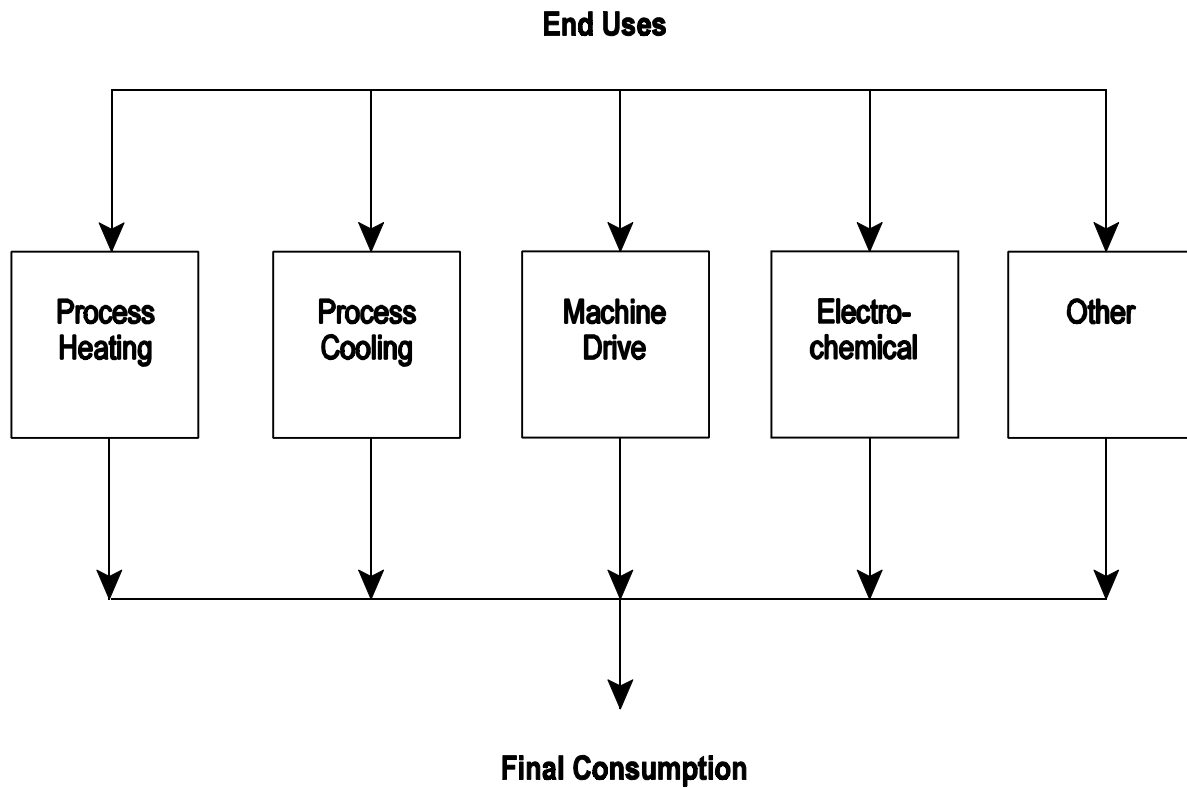 End Uses
Process
Heating
Process
Cooling
Machine
Drive
Electro-
chemical
Other
Final Consumption